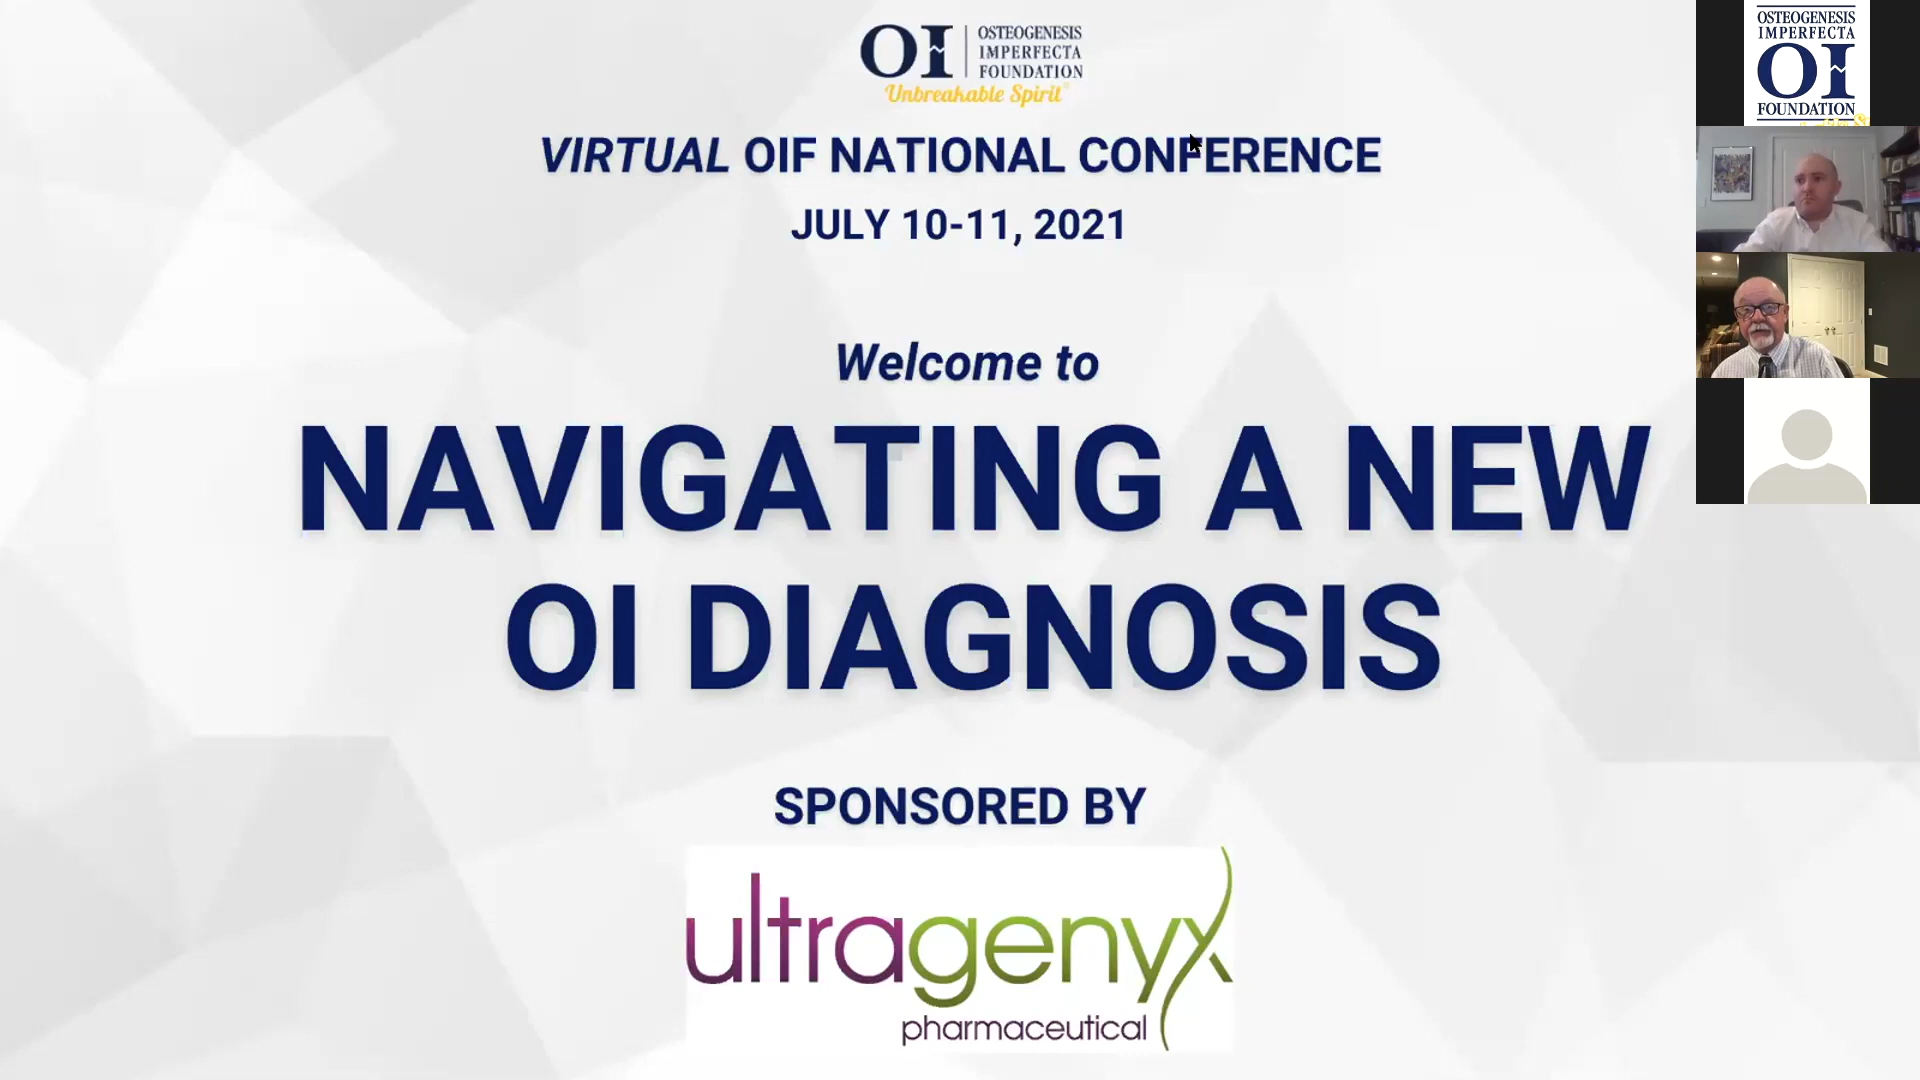 OI
OSTEOGENESIS
IMPERFECTA
FOUNDATION
Unbreakable Spirit®
VIRTUAL OIF NATIONAL CONFERENCE
JULY 10-11, 2021
Welcome to
NAVIGATING A NEW
OI DIAGNOSIS
SPONSORED BY
ultragenyx
pharmaceutical
OSTEOGENESIS
IMPERFECTA
OI
FOUNDATION